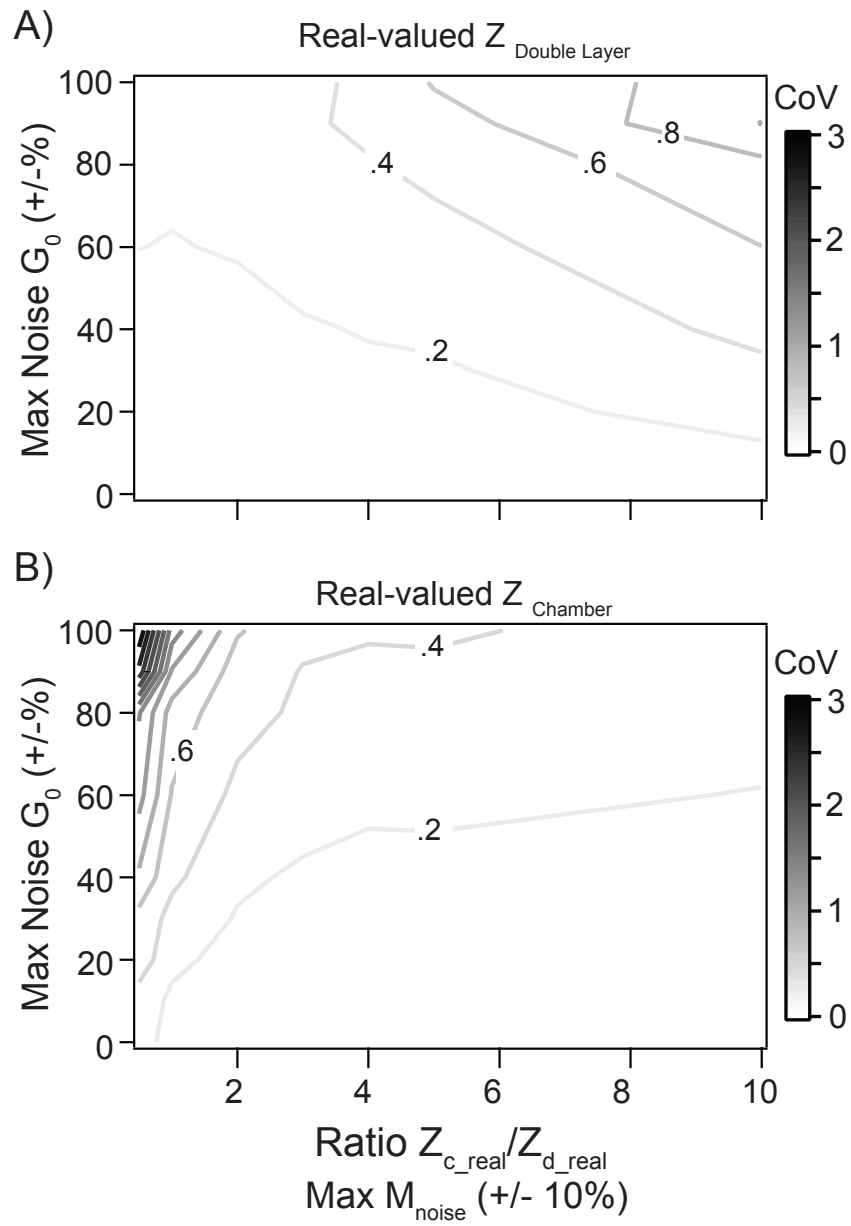 A)
Real-valued Z Double Layer
CoV
Max Noise G0 (+/-%)
100
80
60
40
20
0
.2
.4
.6
.8
3
2
1
0
B)
Real-valued Z Chamber
CoV
Max Noise G0 (+/-%)
100
80
60
40
20
0
.6
.4
.2
3
2
1
0
2 4 6 8 10
Ratio Zc_real/Zd_real
Max Mnoise (+/- 10%)